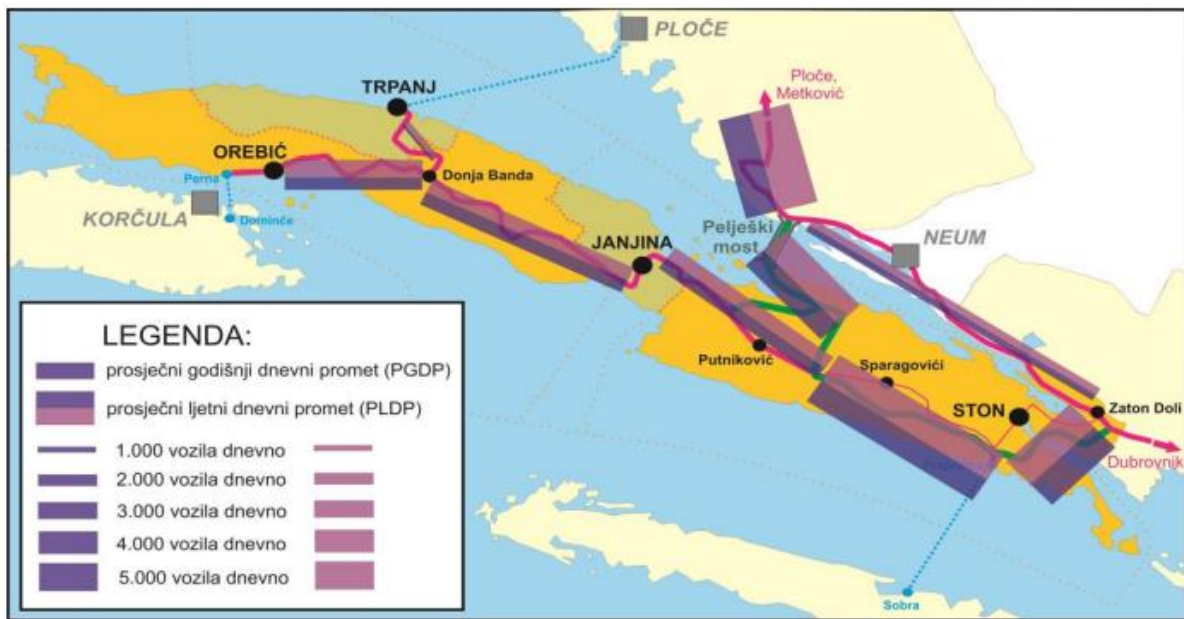 PLOČE
TRPANJ
Ploče,
Metković
OREBIĆ
Perna
Donja Banda
KORČULA
Dominče
Pelješki
most
NEUM
JANJINA
Putniković
Sparagovići
STON
Zaton Doli
Dubrovnik
Sobra
LEGENDA:
prosječni godišnji dnevni promet (PGDP)
prosječni ljetni dnevni promet (PLDP)
1.000 vozila dnevno
2.000 vozila dnevno
3.000 vozila dnevno
4.000 vozila dnevno
5.000 vozila dnevno